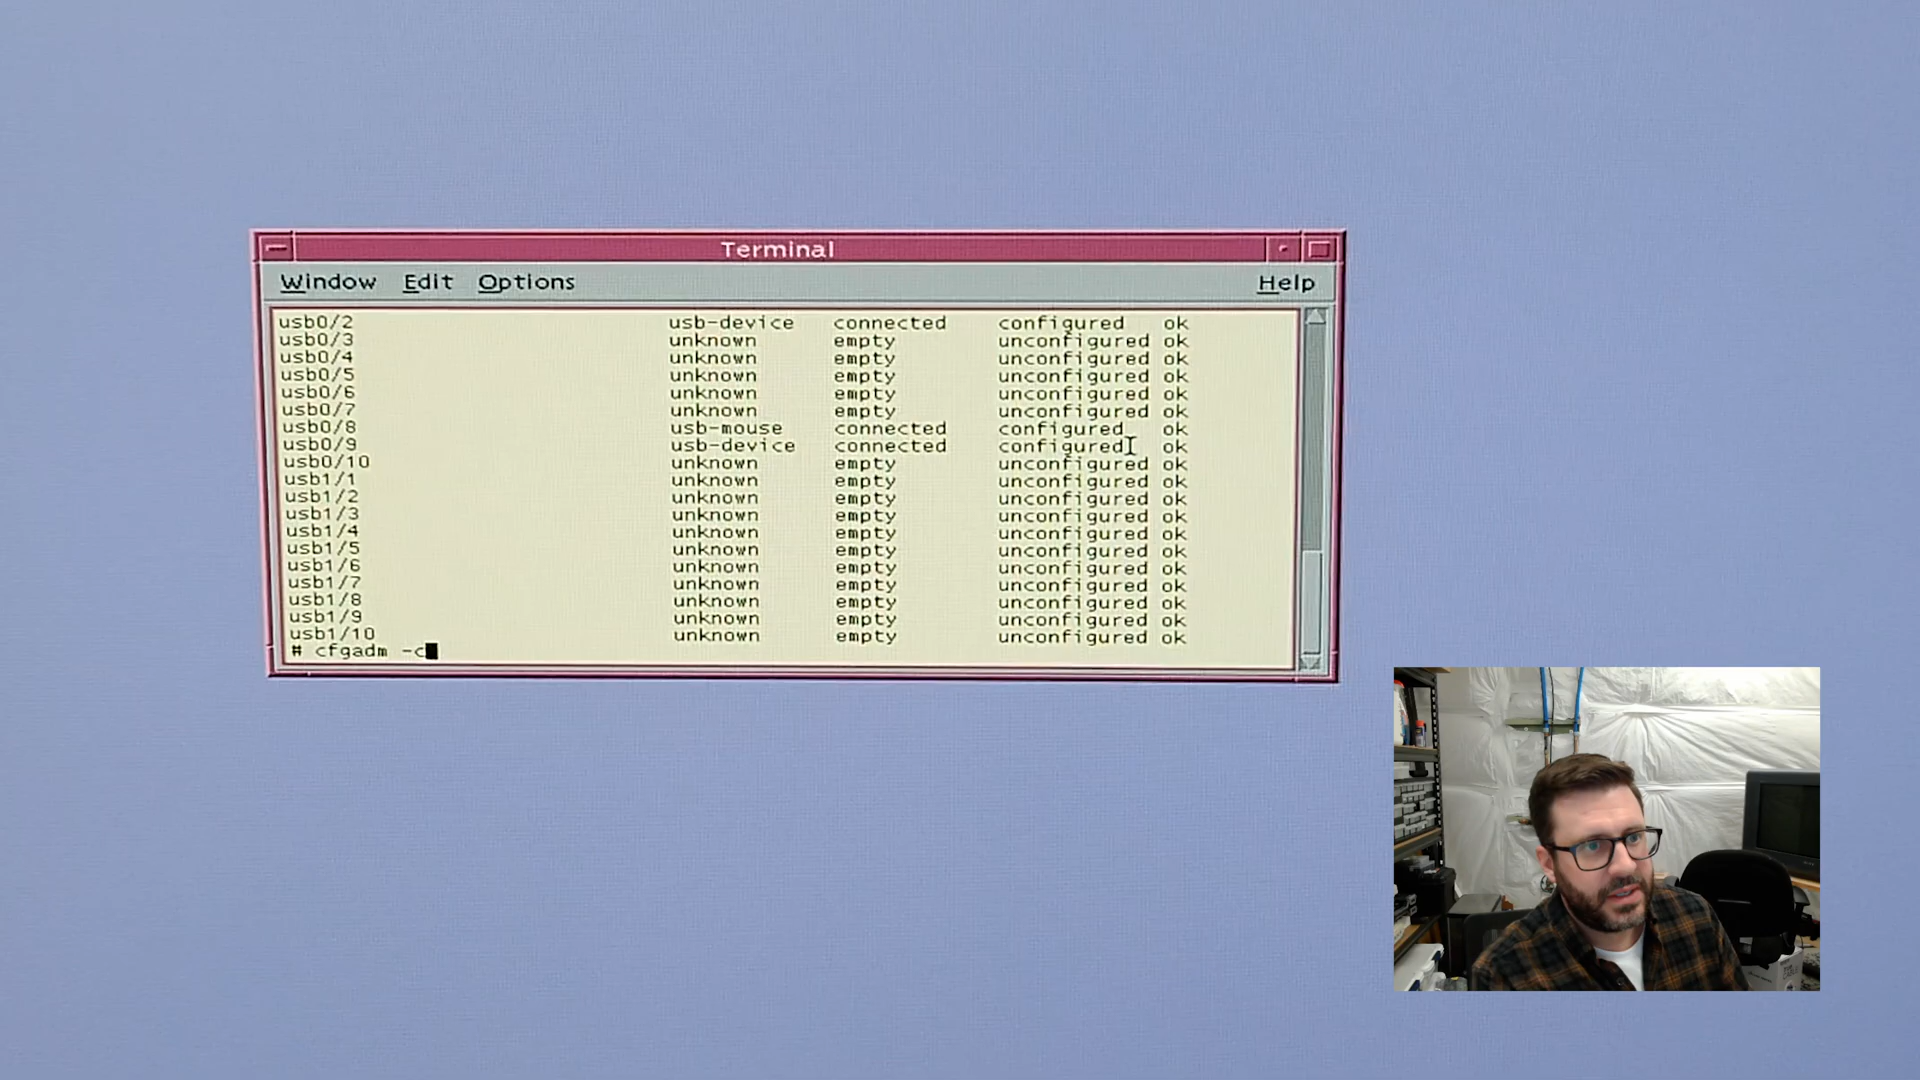 Terminal
Window Edit Options Help
usb0/2 usb-device connected configured ok
usb0/3 unknown empty unconfigured ok
usb0/4 unknown empty unconfigured ok
usb0/5 unknown empty unconfigured ok
usb0/6 unknown empty unconfigured ok
usb0/7 unknown empty unconfigured ok
usb0/8 usb-mouse connected configured ok
usb0/9 usb-device connected configured ok
usb0/10 unknown empty unconfigured ok
usb1/1 unknown empty unconfigured ok
usb1/2 unknown empty unconfigured ok
usb1/3 unknown empty unconfigured ok
usb1/4 unknown empty unconfigured ok
usb1/5 unknown empty unconfigured ok
usb1/6 unknown empty unconfigured ok
usb1/7 unknown empty unconfigured ok
usb1/8 unknown empty unconfigured ok
usb1/9 unknown empty unconfigured ok
usb1/10 unknown empty unconfigured ok
# cfgadm -c